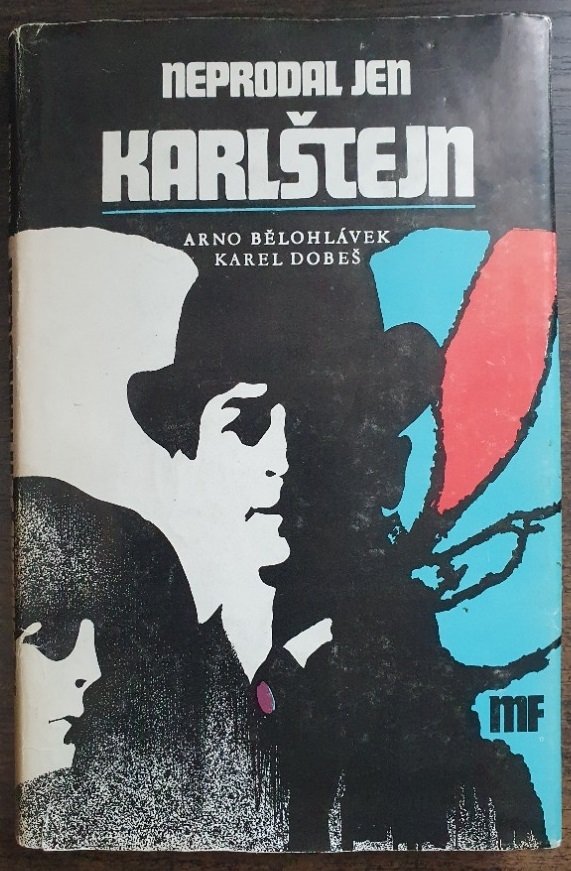 NEPRODAL JEN
KARLŠTEJN
ARNO BĚLOHLÁVEK
KAREL DOBEŠ
MF